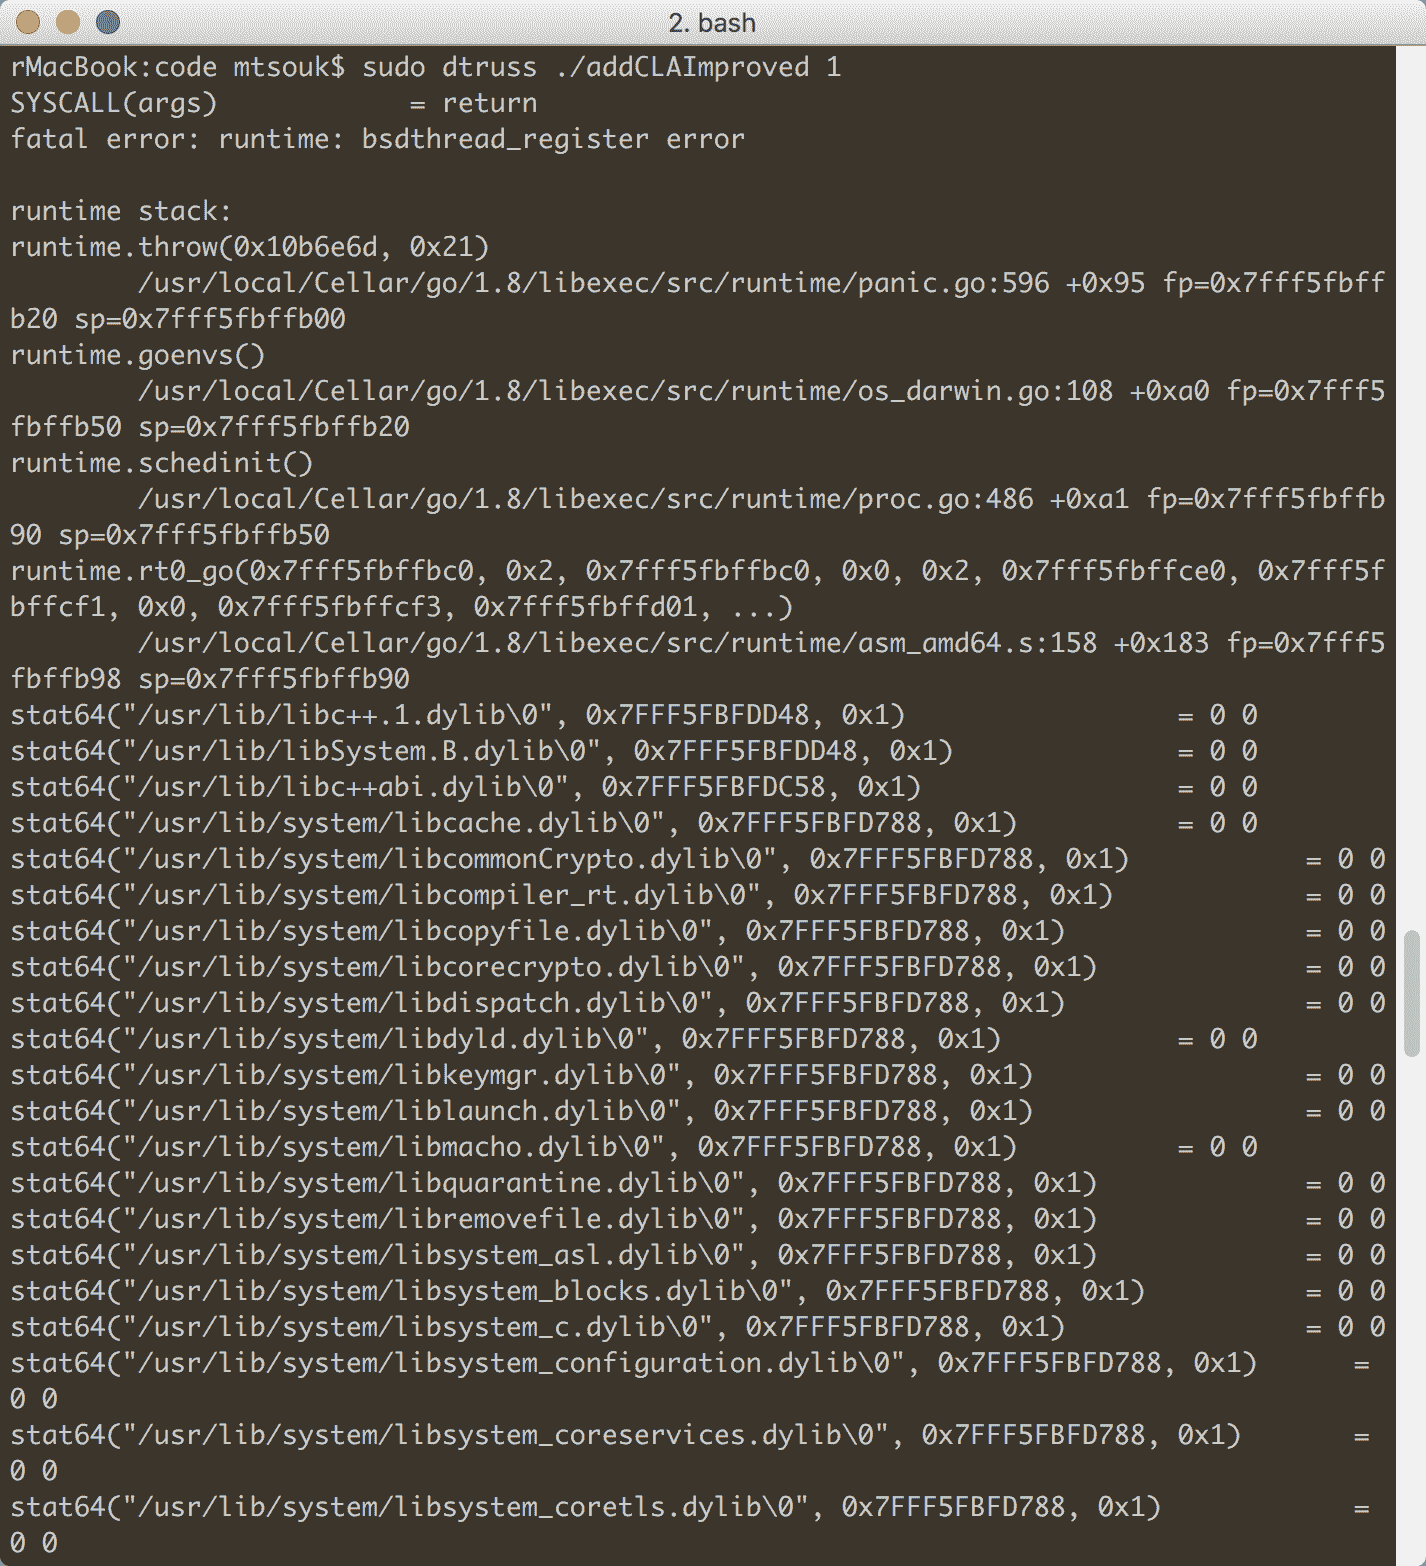 2. bash
rMacBook:code mtsouk$ sudo dtruss ./addCLAImproved 1
SYSCALL(args)            = return
fatal error: runtime: bsdthread_register error
runtime stack:
runtime.throw(0x10b6e6d, 0x21)
        /usr/local/Cellar/go/1.8/libexec/src/runtime/panic.go:596 +0x95 fp=0x7fff5fbff
b20 sp=0x7fff5fbffb00
runtime.goenvs()
        /usr/local/Cellar/go/1.8/libexec/src/runtime/os_darwin.go:108 +0xa0 fp=0x7fff5
fbffb50 sp=0x7fff5fbffb20
runtime.schedinit()
        /usr/local/Cellar/go/1.8/libexec/src/runtime/proc.go:486 +0xa1 fp=0x7fff5fbffb
90 sp=0x7fff5fbffb50
runtime.rt0_go(0x7fff5fbffbc0, 0x2, 0x7fff5fbffbc0, 0x0, 0x2, 0x7fff5fbffce0, 0x7fff5f
bffcf1, 0x0, 0x7fff5fbffcf3, 0x7fff5fbffd01, ...)
        /usr/local/Cellar/go/1.8/libexec/src/runtime/asm_amd64.s:158 +0x183 fp=0x7fff5
fbffb98 sp=0x7fff5fbffb90
stat64("/usr/lib/libc++.1.dylib\0", 0x7FFF5FBFDD48, 0x1)                 = 0 0
stat64("/usr/lib/libSystem.B.dylib\0", 0x7FFF5FBFDD48, 0x1)              = 0 0
stat64("/usr/lib/libc++abi.dylib\0", 0x7FFF5FBFDC58, 0x1)                = 0 0
stat64("/usr/lib/system/libcache.dylib\0", 0x7FFF5FBFD788, 0x1)          = 0 0
stat64("/usr/lib/system/libcommonCrypto.dylib\0", 0x7FFF5FBFD788, 0x1)           = 0 0
stat64("/usr/lib/system/libcompiler_rt.dylib\0", 0x7FFF5FBFD788, 0x1)            = 0 0
stat64("/usr/lib/system/libcopyfile.dylib\0", 0x7FFF5FBFD788, 0x1)               = 0 0
stat64("/usr/lib/system/libcorecrypto.dylib\0", 0x7FFF5FBFD788, 0x1)             = 0 0
stat64("/usr/lib/system/libdispatch.dylib\0", 0x7FFF5FBFD788, 0x1)               = 0 0
stat64("/usr/lib/system/libdyld.dylib\0", 0x7FFF5FBFD788, 0x1)           = 0 0
stat64("/usr/lib/system/libkeymgr.dylib\0", 0x7FFF5FBFD788, 0x1)                 = 0 0
stat64("/usr/lib/system/liblaunch.dylib\0", 0x7FFF5FBFD788, 0x1)                 = 0 0
stat64("/usr/lib/system/libmacho.dylib\0", 0x7FFF5FBFD788, 0x1)          = 0 0
stat64("/usr/lib/system/libquarantine.dylib\0", 0x7FFF5FBFD788, 0x1)             = 0 0
stat64("/usr/lib/system/libremovefile.dylib\0", 0x7FFF5FBFD788, 0x1)             = 0 0
stat64("/usr/lib/system/libsystem_asl.dylib\0", 0x7FFF5FBFD788, 0x1)             = 0 0
stat64("/usr/lib/system/libsystem_blocks.dylib\0", 0x7FFF5FBFD788, 0x1)          = 0 0
stat64("/usr/lib/system/libsystem_c.dylib\0", 0x7FFF5FBFD788, 0x1)               = 0 0
stat64("/usr/lib/system/libsystem_configuration.dylib\0", 0x7FFF5FBFD788, 0x1)      =
0 0
stat64("/usr/lib/system/libsystem_coreservices.dylib\0", 0x7FFF5FBFD788, 0x1)       =
0 0
stat64("/usr/lib/system/libsystem_coretls.dylib\0", 0x7FFF5FBFD788, 0x1)            =
0 0